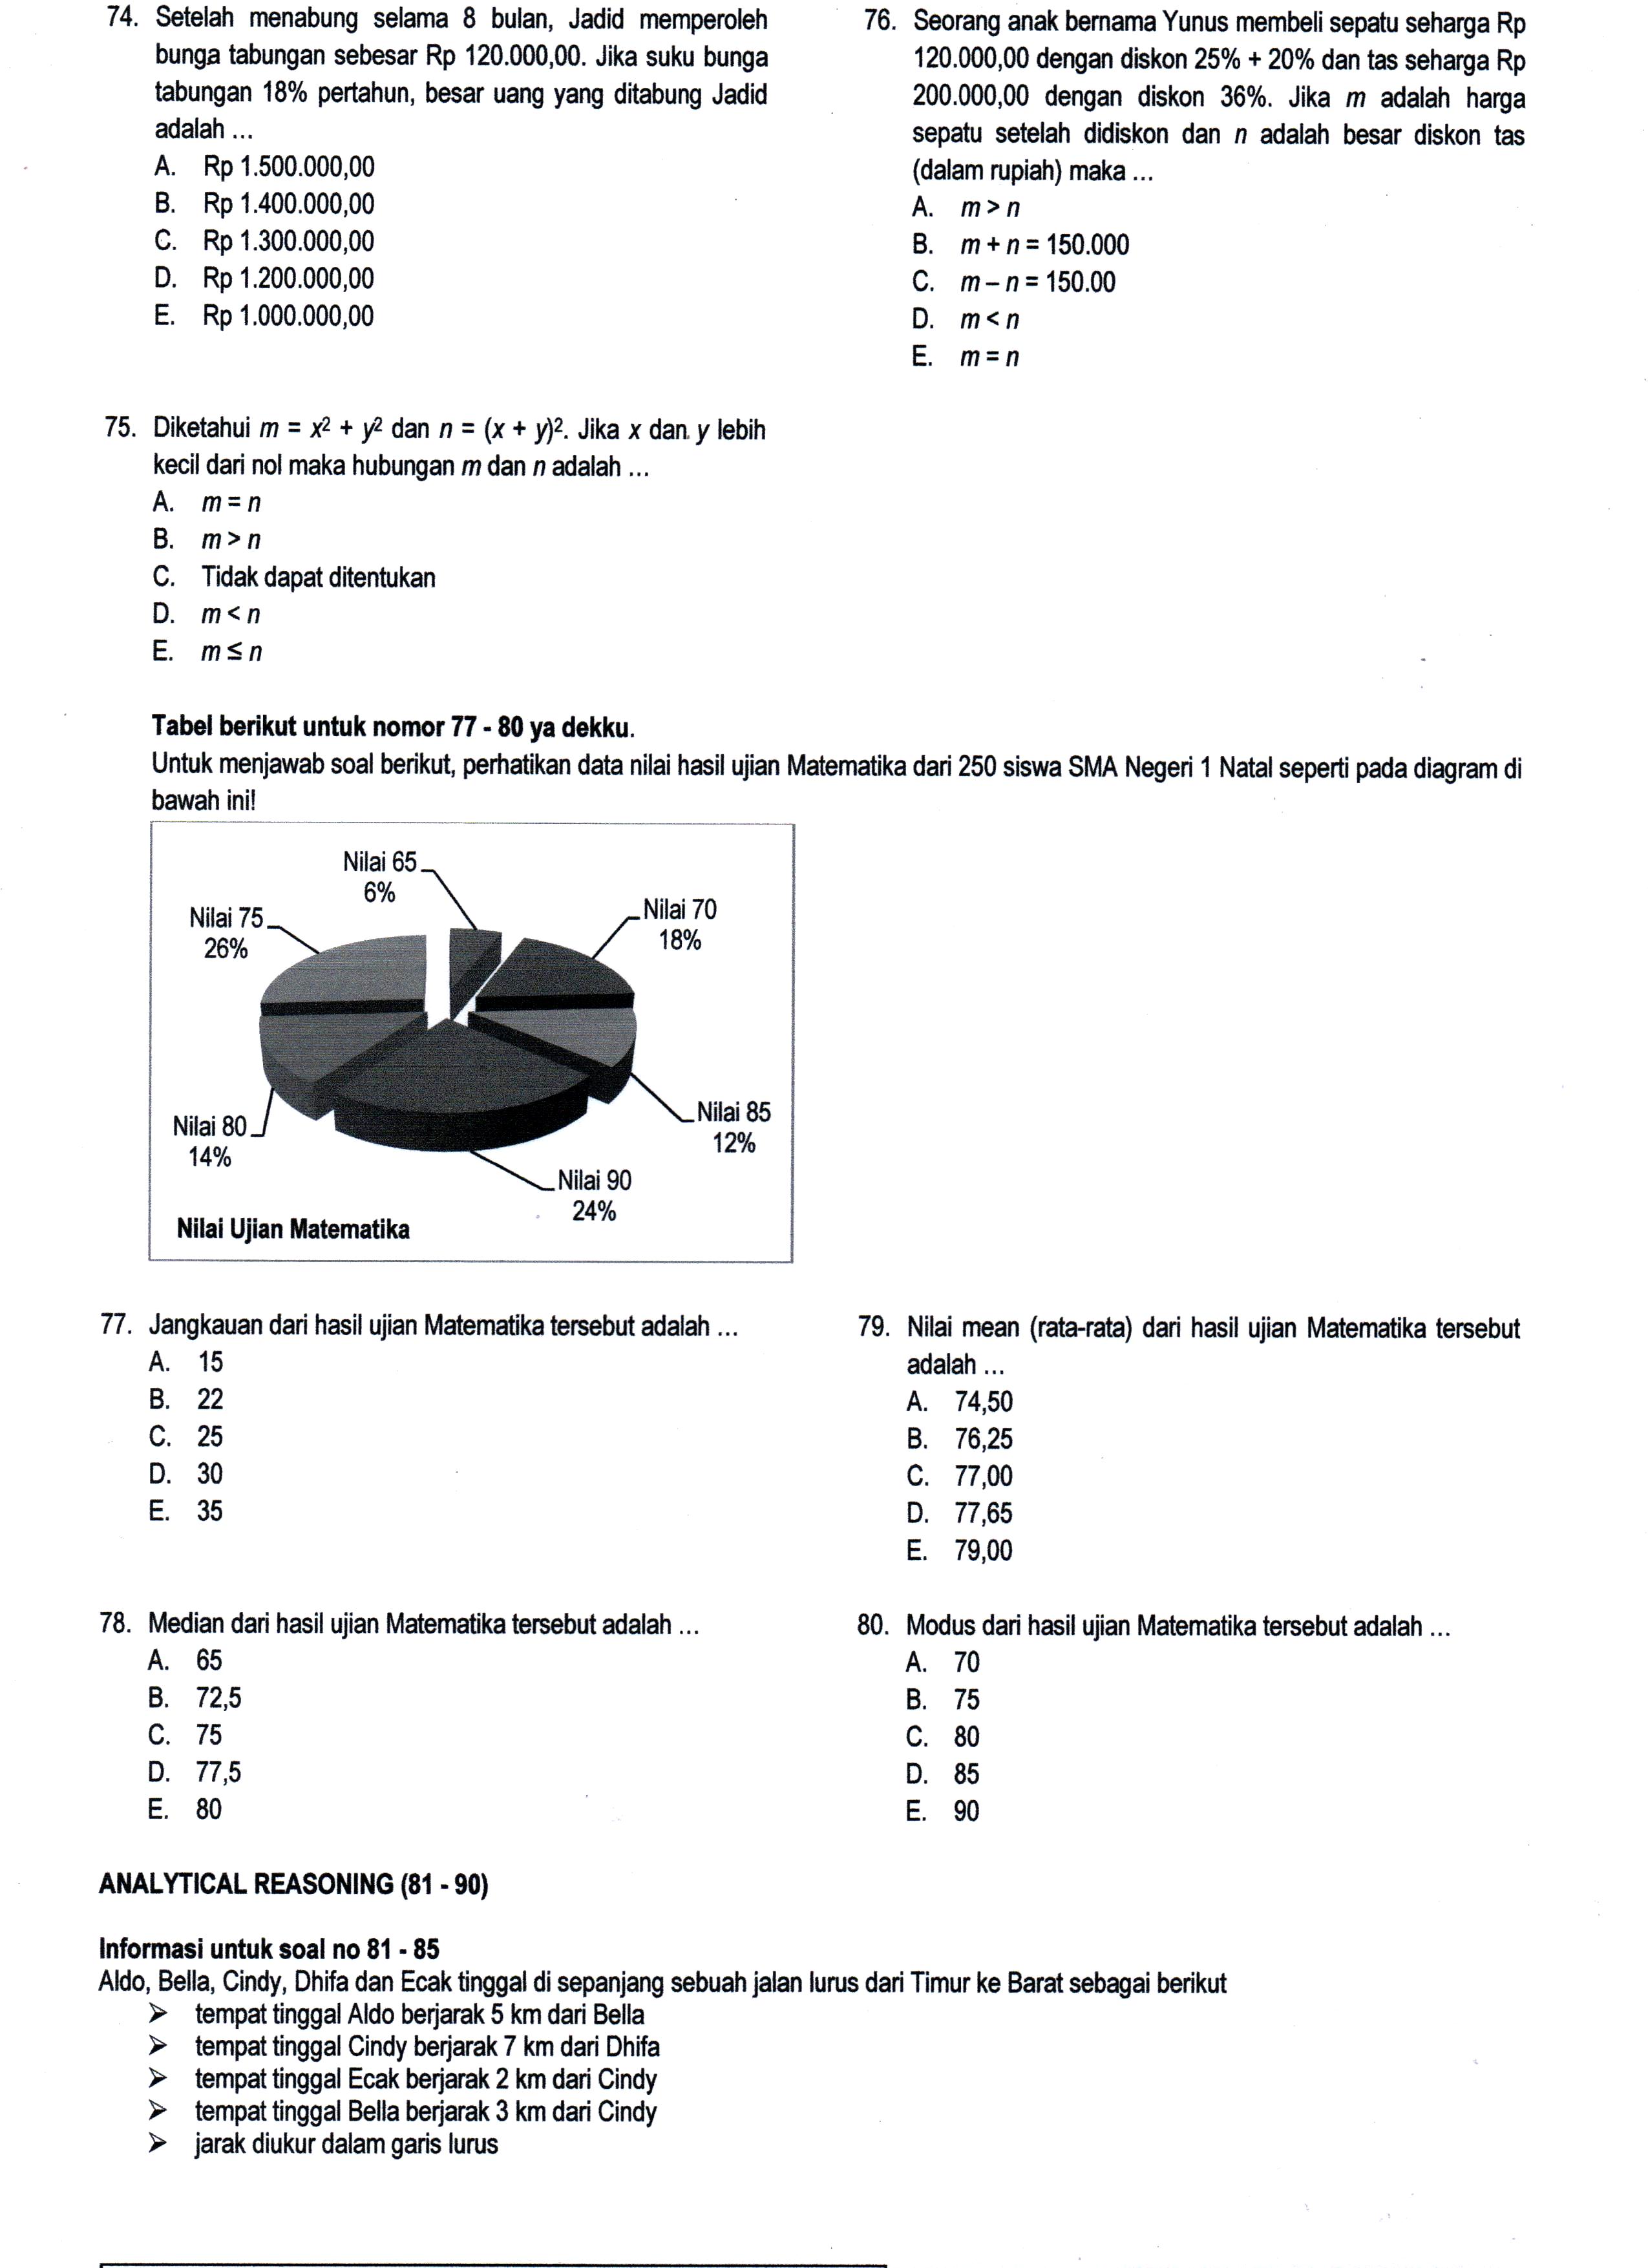 74. Setelah menabung selama 8 bulan, Jadid memperoleh
bunga tabungan sebesar Rp 120.000,00. Jika suku bunga
tabungan 18% pertahun, besar uang yang ditabung Jadid
adalah ...
A. Rp 1.500.000,00
B. Rp 1.400.000,00
C. Rp 1.300.000,00
D. Rp 1.200.000,00
E. Rp 1.000.000,00
75. Diketahui m = x² + y² dan n = (x + y)². Jika x dan y lebih
kecil dari nol maka hubungan m dan n adalah ...
A. m = n
B. m > n
C. Tidak dapat ditentukan
D. m < n
E. m ≤ n
76. Seorang anak bernama Yunus membeli sepatu seharga Rp
120.000,00 dengan diskon 25% + 20% dan tas seharga Rp
200.000,00 dengan diskon 36%. Jika m adalah harga
sepatu setelah didiskon dan n adalah besar diskon tas
(dalam rupiah) maka ...
A. m > n
B. m + n = 150.000
C. m – n = 150.00
D. m < n
E. m = n
Tabel berikut untuk nomor 77 - 80 ya dekku.
Untuk menjawab soal berikut, perhatikan data nilai hasil ujian Matematika dari 250 siswa SMA Negeri 1 Natal seperti pada diagram di
bawah ini!
Nilai 65
6%
Nilai 70
18%
Nilai 75
26%
Nilai 85
12%
Nilai 80
14%
Nilai 90
24%
Nilai Ujian Matematika
77. Jangkauan dari hasil ujian Matematika tersebut adalah ...
A. 15
B. 22
C. 25
D. 30
E. 35
78. Median dari hasil ujian Matematika tersebut adalah ...
A. 65
B. 72,5
C. 75
D. 77,5
E. 80
79. Nilai mean (rata-rata) dari hasil ujian Matematika tersebut
adalah ...
A. 74,50
B. 76,25
C. 77,00
D. 77,65
E. 79,00
80. Modus dari hasil ujian Matematika tersebut adalah ...
A. 70
B. 75
C. 80
D. 85
E. 90
ANALYTICAL REASONING (81 - 90)
Informasi untuk soal no 81 - 85
Aldo, Bella, Cindy, Dhifa dan Ecak tinggal di sepanjang sebuah jalan lurus dari Timur ke Barat sebagai berikut
➢ tempat tinggal Aldo berjarak 5 km dari Bella
➢ tempat tinggal Cindy berjarak 7 km dari Dhifa
➢ tempat tinggal Ecak berjarak 2 km dari Cindy
➢ tempat tinggal Bella berjarak 3 km dari Cindy
➢ jarak diukur dalam garis lurus